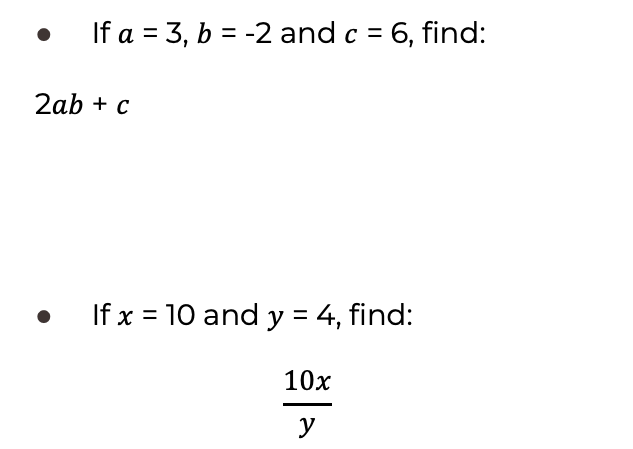 ● If a = 3, b = -2 and c = 6, find:
2ab + c
● If x = 10 and y = 4, find:
10x
y